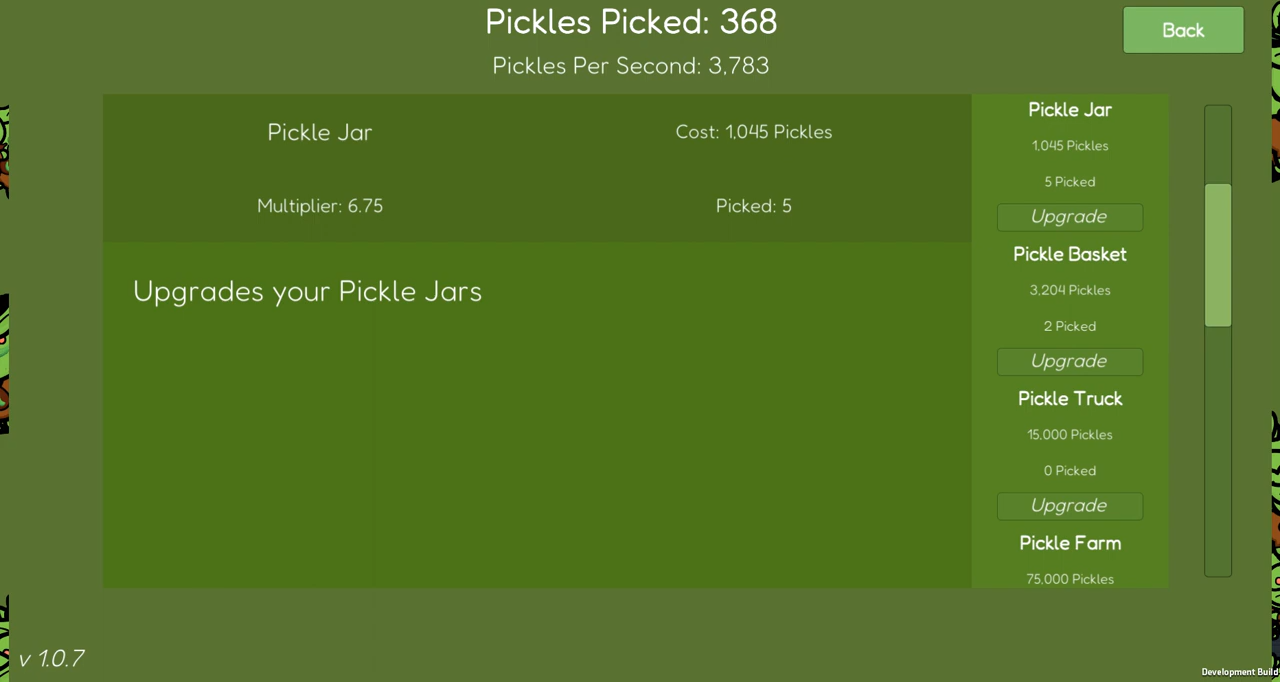 Pickles Picked: 368
Back
Pickles Per Second: 3,783
Pickle Jar
Cost: 1,045 Pickles
Multiplier: 6.75
Picked: 5
Upgrades your Pickle Jars
Pickle Jar
1,045 Pickles
5 Picked
Upgrade
Pickle Basket
3,204 Pickles
2 Picked
Upgrade
Pickle Truck
15,000 Pickles
0 Picked
Upgrade
Pickle Farm
75,000 Pickles
v 1.0.7
Development Build